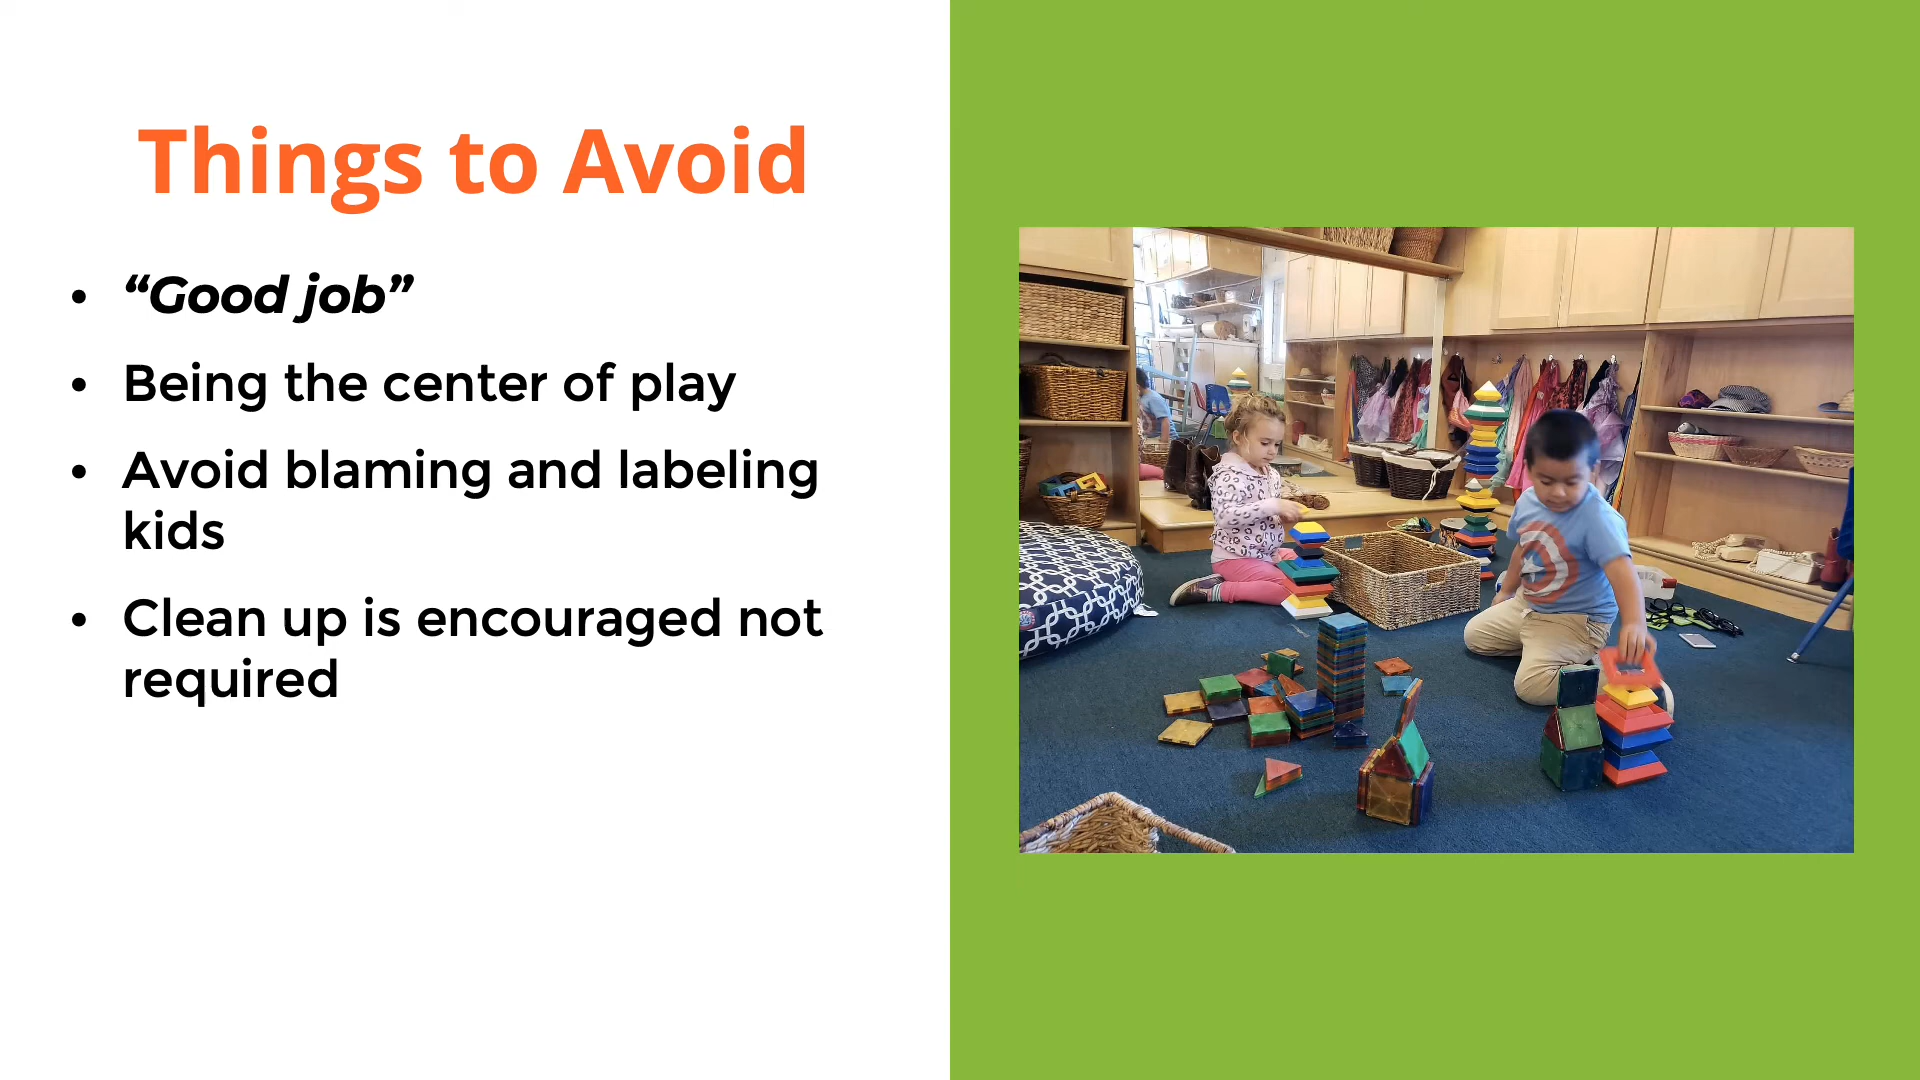 Things to Avoid
• “Good job”
• Being the center of play
• Avoid blaming and labeling
kids
• Clean up is encouraged not
required